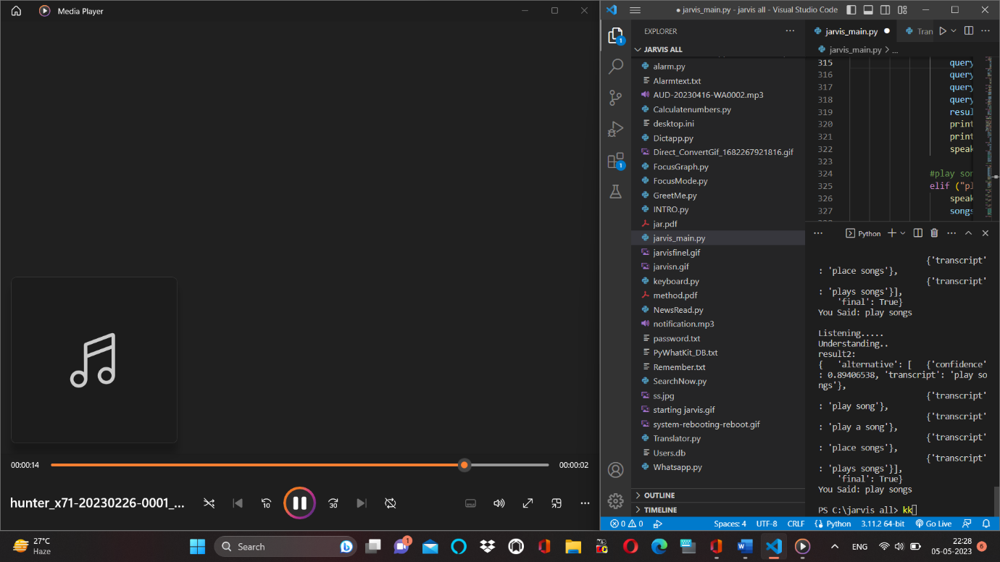 Media Player
00:00:14
00:00:02
hunter_x71-20230226-0001_...
10
30
jarvis_main.py - jarvis all - Visual Studio Code
1
1
EXPLORER
JARVIS ALL
alarm.py
Alarmtext.txt
AUD-20230416-WA0002.mp3
Calculatenumbers.py
desktop.ini
Dictapp.py
Direct_ConvertGif_1682267921816.gif
FocusGraph.py
FocusMode.py
GreetMe.py
INTRO.py
jar.pdf
jarvis_main.py
jarvisfinel.gif
jarvisn.gif
keyboard.py
method.pdf
NewsRead.py
notification.mp3
password.txt
PyWhatKit_DB.txt
Remember.txt
SearchNow.py
ss.jpg
starting jarvis.gif
system-rebooting-reboot.gif
Translator.py
Users.db
Whatsapp.py
OUTLINE
TIMELINE
jarvis_main.py
Tran
jarvis_main.py > ...
315 query
316 query
317 query
318 query
319 resul
320 print
321 print
322 speak
323
324 #play son
325 elif ("pl
326 speak
327 songs
Python
{'transcript'
: 'place songs'},
{'transcript'
: 'plays songs'}],
'final': True}
You Said: play songs
Listening.....
Understanding..
result2:
{ 'alternative': [ {'confidence'
: 0.89406538, 'transcript': 'play so
ngs'},
{'transcript'
: 'play song'},
{'transcript'
: 'play a song'},
{'transcript'
: 'place songs'},
{'transcript'
: 'plays songs'}],
'final': True}
You Said: play songs
PS C:\jarvis all> kk
0 0
Spaces: 4 UTF-8 CRLF Python 3.11.2 64-bit Go Live
27°C
Haze
Search
1
ENG
22:28
05-05-2023
6